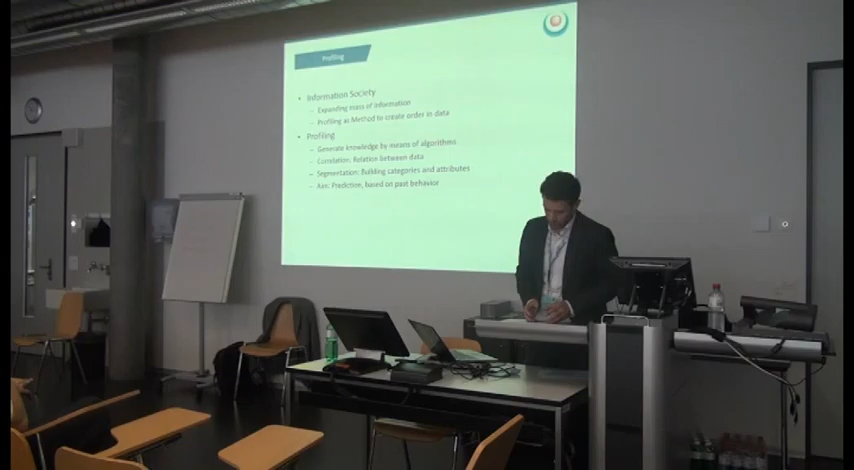 Profiling
• Information Society
– Expanding mass of information
– Profiling as Method to create order in data
• Profiling
– Generate knowledge by means of algorithms
– Correlation: Relation between data
– Segmentation: Building categories and attributes
– Aim: Prediction, based on past behavior